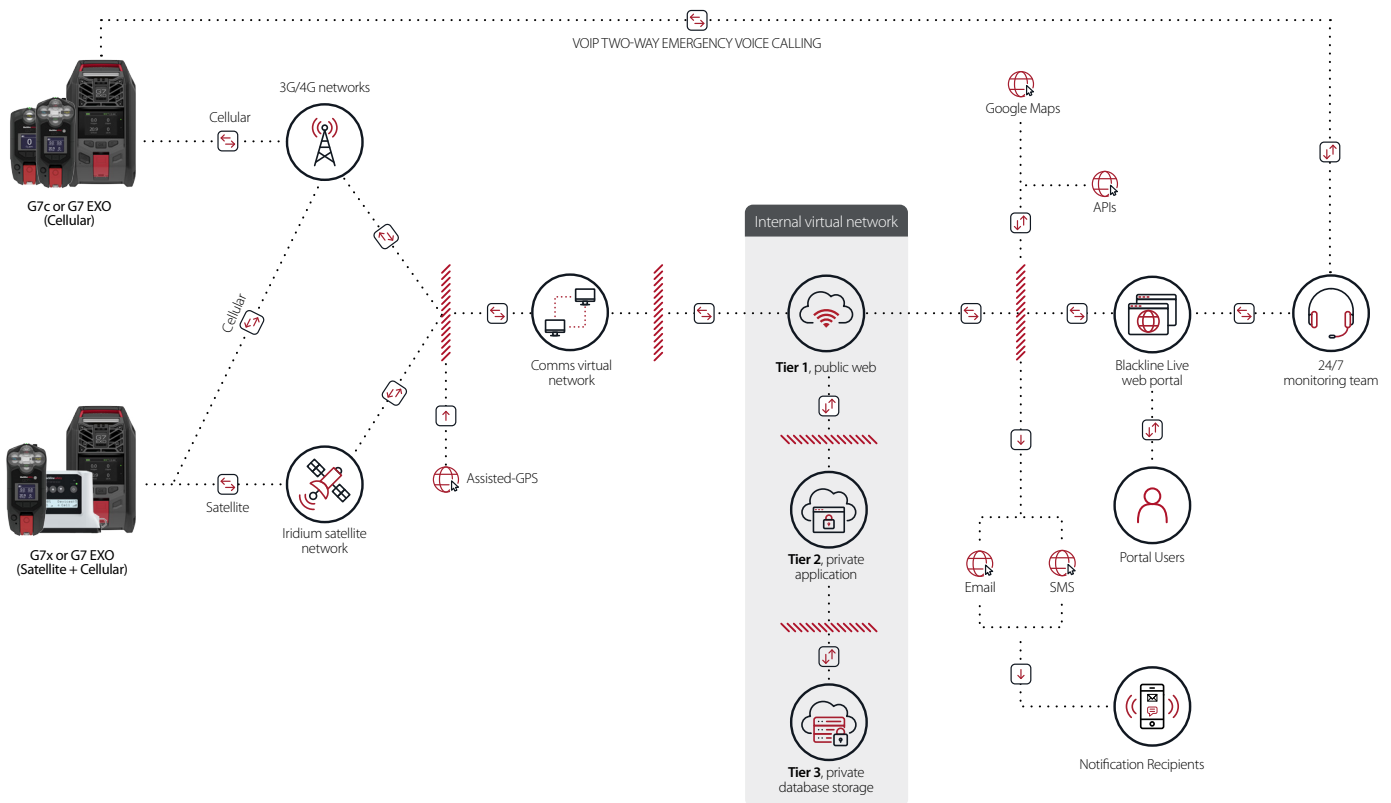 VOIP TWO-WAY EMERGENCY VOICE CALLING
3G/4G networks
Cellular
G7c or G7 EXO
(Cellular)
Google Maps
APIs
Internal virtual network
Cellular
Comms virtual
network
Tier 1, public web
Blackline Live
web portal
24/7
monitoring team
Assisted-GPS
Satellite
Iridium satellite
network
G7x or G7 EXO
(Satellite + Cellular)
Tier 2, private
application
Email
SMS
Portal Users
Tier 3, private
database storage
Notification Recipients